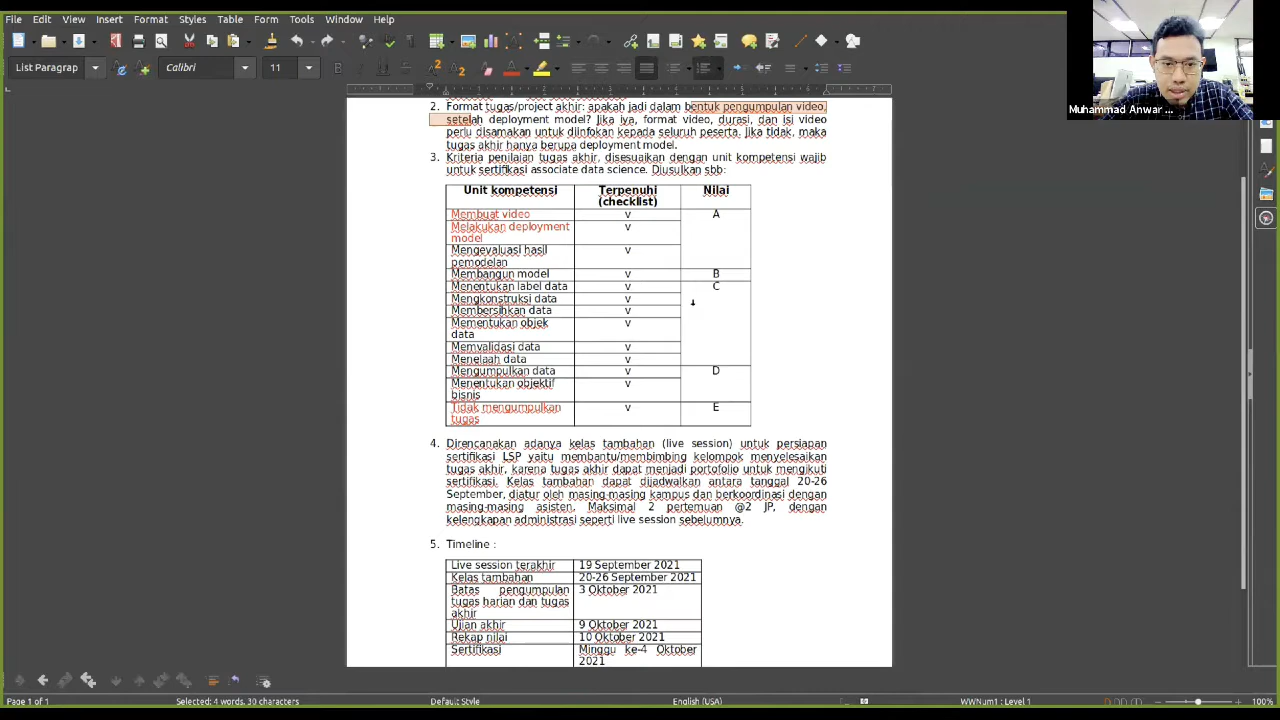 File Edit View Insert Format Styles Table Form Tools Window Help
List Paragrap Calibri 11
Muhammad Anwar ...
2. Format tugas/project akhir: apakah jadi dalam bentuk pengumpulan video,
setelah deployment model? Jika iya, format video, durasi, dan isi video
perlu disamakan untuk diinfokan kepada seluruh peserta. Jika tidak, maka
tugas akhir hanya berupa deployment model.
3. Kriteria penilaian tugas akhir, disesuaikan dengan unit kompetensi wajib
untuk sertifikasi associate data science. Diusulkan sbb:
Unit kompetensi Terpenuhi Nilai
(checklist)
Membuat video v A
Melakukan deployment v
model
Mengevaluasi hasil v
pemodelan
Membangun model v B
Menentukan label data v C
Mengkonstruksi data v
Membersihkan data v
Mementukan objek v
data
Memvalidasi data v
Menelaah data v
Mengumpulkan data v D
Menentukan objektif v
bisnis
Tidak mengumpulkan v E
tugas
4. Direncanakan adanya kelas tambahan (live session) untuk persiapan
sertifikasi LSP yaitu membantu/membimbing kelompok menyelesaikan
tugas akhir, karena tugas akhir dapat menjadi portofolio untuk mengikuti
sertifikasi. Kelas tambahan dapat dijadwalkan antara tanggal 20-26
September, diatur oleh masing-masing kampus dan berkoordinasi dengan
masing-masing asisten. Maksimal 2 pertemuan @2 JP, dengan
kelengkapan administrasi seperti live session sebelumnya.
5. Timeline :
Live session terakhir 19 September 2021
Kelas tambahan 20-26 September 2021
Batas pengumpulan 3 Oktober 2021
tugas harian dan tugas
akhir
Ujian akhir 9 Oktober 2021
Rekap nilai 10 Oktober 2021
Sertifikasi Minggu ke-4 Oktober
2021
Page 1 of 1 Selected: 4 words, 30 characters Default Style English (USA) WWNum1 : Level 1 100%